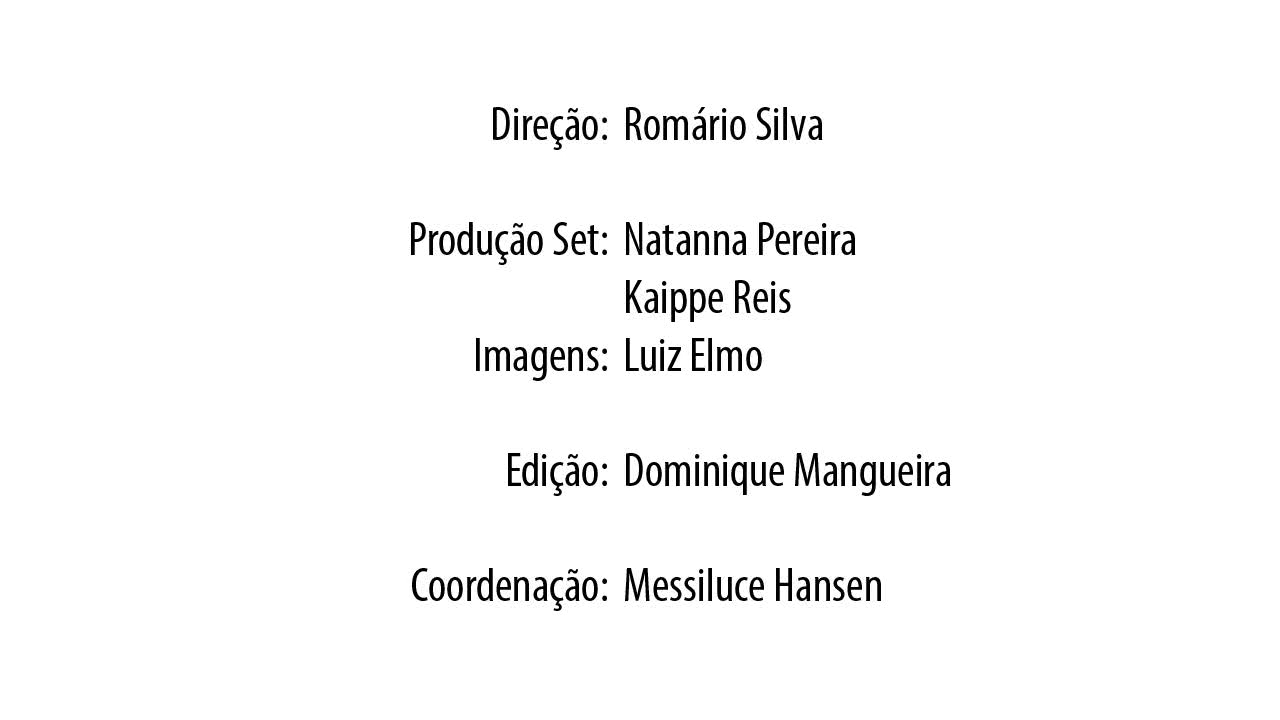 Direção: Romário Silva
Produção Set: Natanna Pereira
Kaippe Reis
Imagens: Luiz Elmo
Edição: Dominique Mangueira
Coordenação: Messiluce Hansen